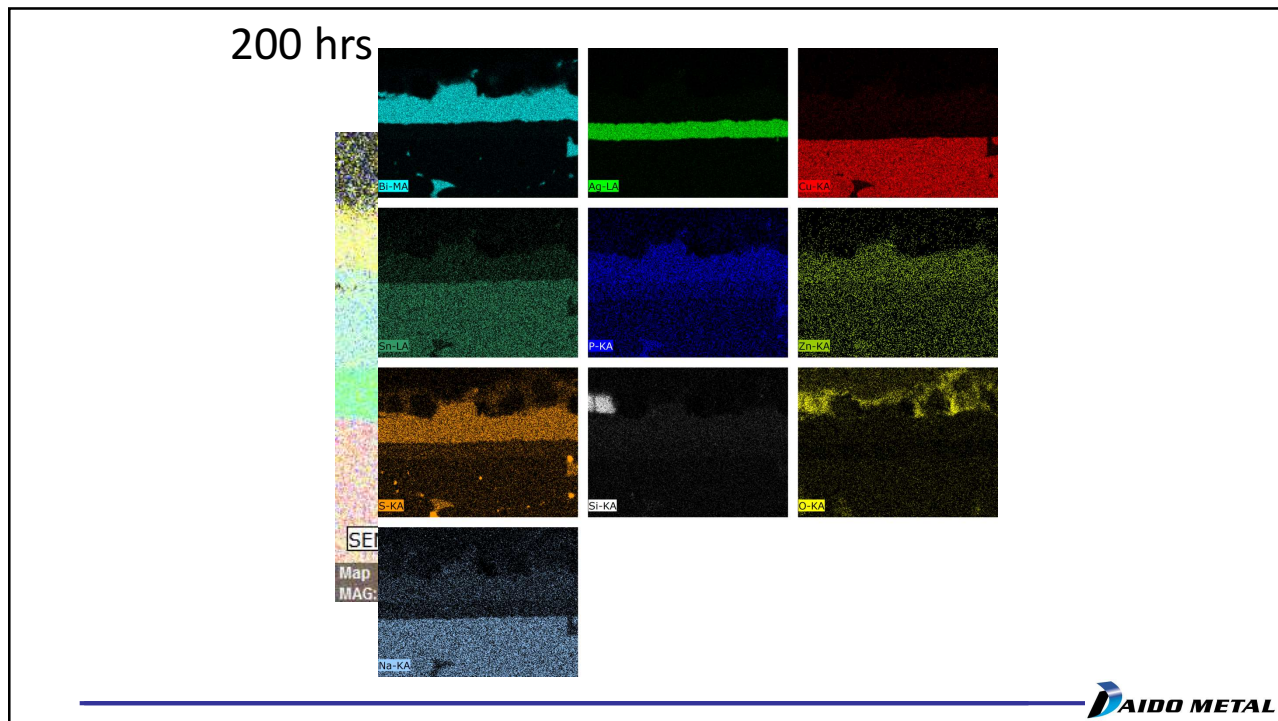 200 hrs
Bi-MA
Ag-LA
Cu-KA
Sn-LA
P-KA
Zn-KA
S-KA
Si-KA
O-KA
Map
MAG:
Na-KA
DAIDO METAL